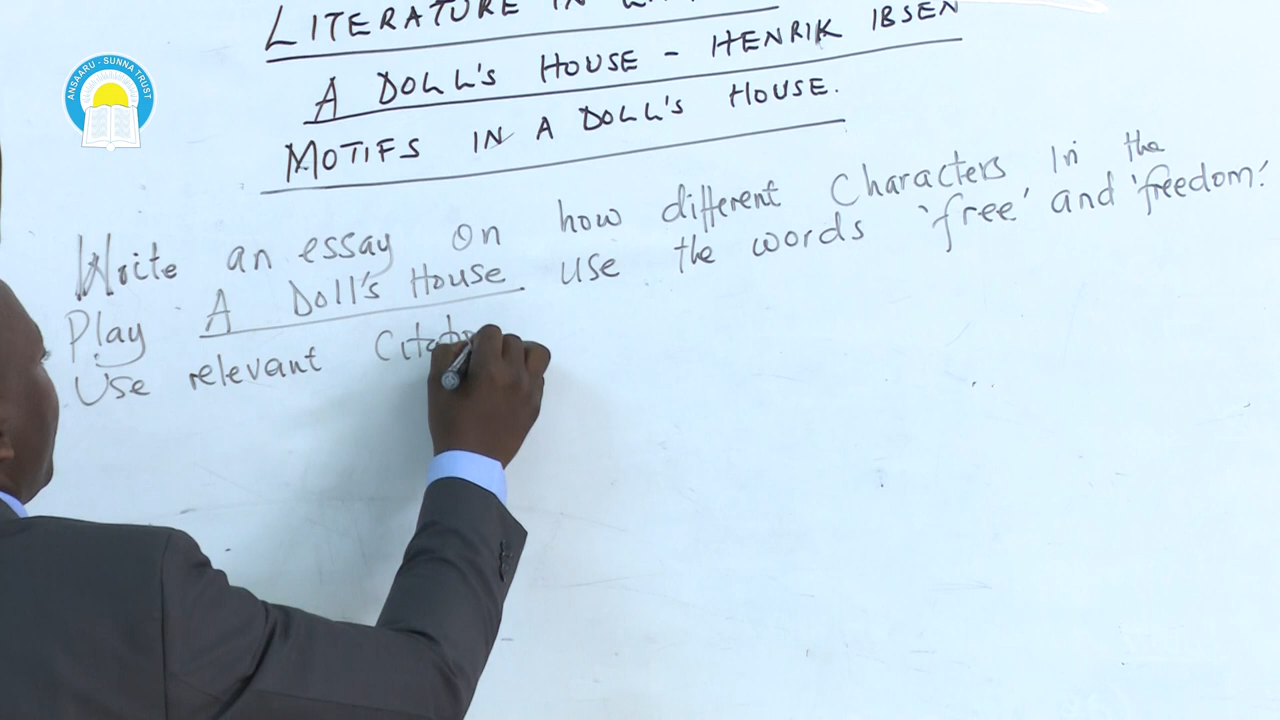 ANSAARU - SUNNA TRUST
LITERATURE IN
A DOLL'S HOUSE - HENRIK IBSEN
MOTIFS IN A DOLL'S HOUSE.
Write an essay on how different Characters in the
Play A Doll's House use the words 'free' and 'freedom'.
Use relevant